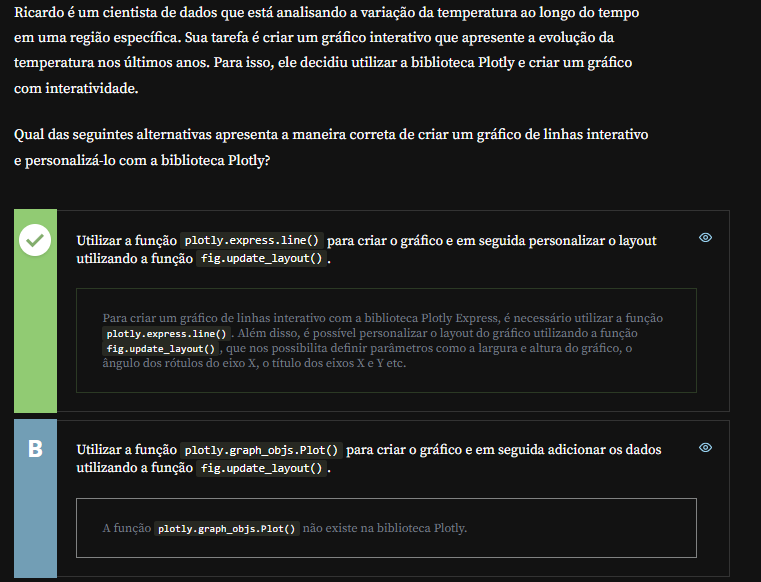 Ricardo é um cientista de dados que está analisando a variação da temperatura ao longo do tempo
em uma região específica. Sua tarefa é criar um gráfico interativo que apresente a evolução da
temperatura nos últimos anos. Para isso, ele decidiu utilizar a biblioteca Plotly e criar um gráfico
com interatividade.
Qual das seguintes alternativas apresenta a maneira correta de criar um gráfico de linhas interativo
e personalizá-lo com a biblioteca Plotly?
Utilizar a função plotly.express.line() para criar o gráfico e em seguida personalizar o layout
utilizando a função fig.update_layout().
Para criar um gráfico de linhas interativo com a biblioteca Plotly Express, é necessário utilizar a função
plotly.express.line(). Além disso, é possível personalizar o layout do gráfico utilizando a função
fig.update_layout(), que nos possibilita definir parâmetros como a largura e altura do gráfico, o
ângulo dos rótulos do eixo X, o título dos eixos X e Y etc.
B
Utilizar a função plotly.graph_objs.Plot() para criar o gráfico e em seguida adicionar os dados
utilizando a função fig.update_layout().
A função plotly.graph_objs.Plot() não existe na biblioteca Plotly.